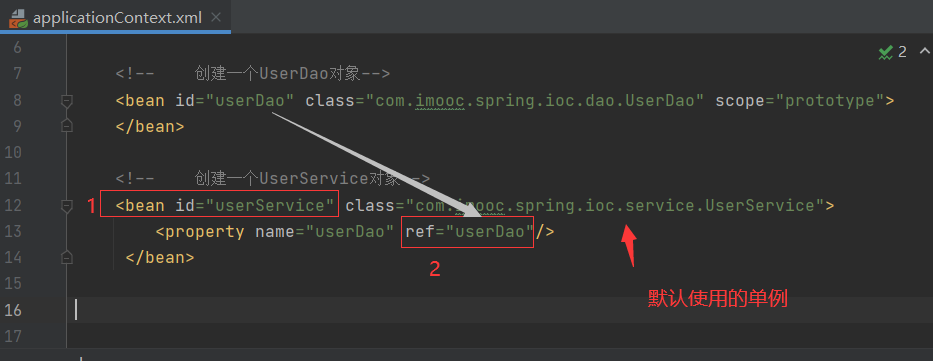 applicationContext.xml
6
2
7 <!-- 创建一个UserDao对象-->
8 <bean id="userDao" class="com.imooc.spring.ioc.dao.UserDao" scope="prototype">
9 </bean>
10
11 <!-- 创建一个UserService对象-->
1
12 <bean id="userService" class="com.imooc.spring.ioc.service.UserService">
13 <property name="userDao" ref="userDao"/>
14 </bean>
2
15
默认使用的单例
16
17